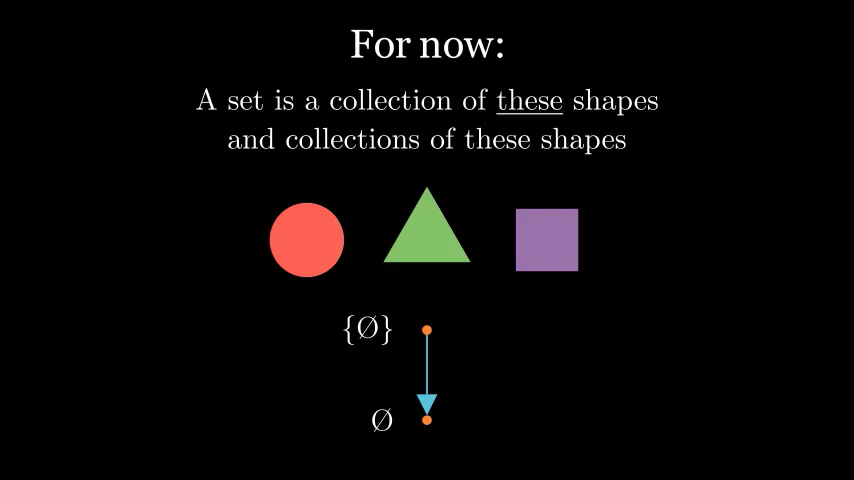 For now:
A set is a collection of these shapes
and collections of these shapes
{∅}
∅